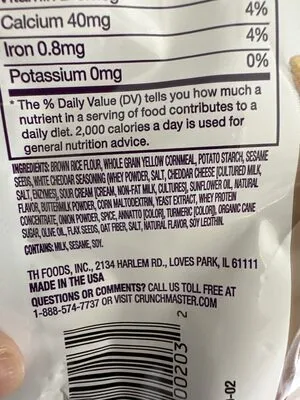 4%
Calcium 40mg 4%
Iron 0.8mg 0%
Potassium 0mg
* The % Daily Value (DV) tells you how much a
nutrient in a serving of food contributes to a
daily diet. 2,000 calories a day is used for
general nutrition advice.
INGREDIENTS: BROWN RICE FLOUR, WHOLE GRAIN YELLOW CORNMEAL, POTATO STARCH, SESAME
SEEDS, WHITE CHEDDAR SEASONING (WHEY POWDER, SALT, CHEDDAR CHEESE [CULTURED MILK,
SALT, ENZYMES], SOUR CREAM [CREAM, NON-FAT MILK, CULTURES], SUNFLOWER OIL, NATURAL
FLAVOR, BUTTERMILK POWDER, CORN MALTODEXTRIN, YEAST EXTRACT, WHEY PROTEIN
CONCENTRATE, ONION POWDER, SPICE, ANNATTO [COLOR], TURMERIC [COLOR]), ORGANIC CANE
SUGAR, OLIVE OIL, FLAX SEEDS, OAT FIBER, SALT, NATURAL FLAVOR, SOY LECITHIN.
CONTAINS: MILK, SESAME, SOY.
TH FOODS, INC., 2134 HARLEM RD., LOVES PARK, IL 61111
MADE IN THE USA
QUESTIONS OR COMMENTS? CALL US TOLL FREE AT
1-888-574-7737 OR VISIT CRUNCHMASTER.COM
00203 2
-02